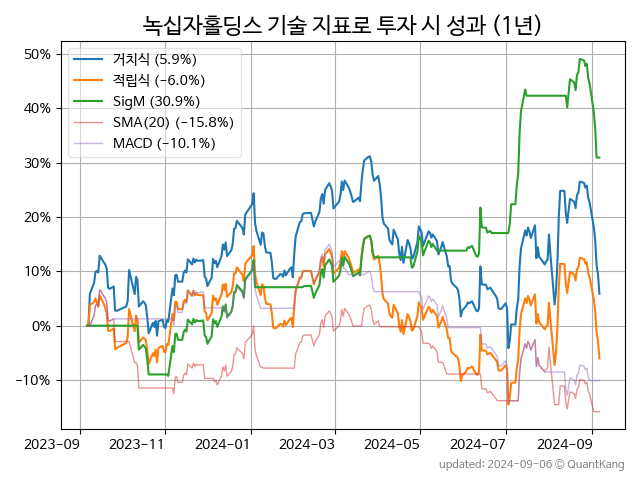 녹십자홀딩스 기술 지표로 투자 시 성과 (1년)
50%
40%
30%
20%
10%
0%
−10%
거치식 (5.9%)
적립식 (−6.0%)
SigM (30.9%)
SMA(20) (−15.8%)
MACD (−10.1%)
2023-09 2023-11 2024-01 2024-03 2024-05 2024-07 2024-09
updated: 2024-09-06 © QuantKang